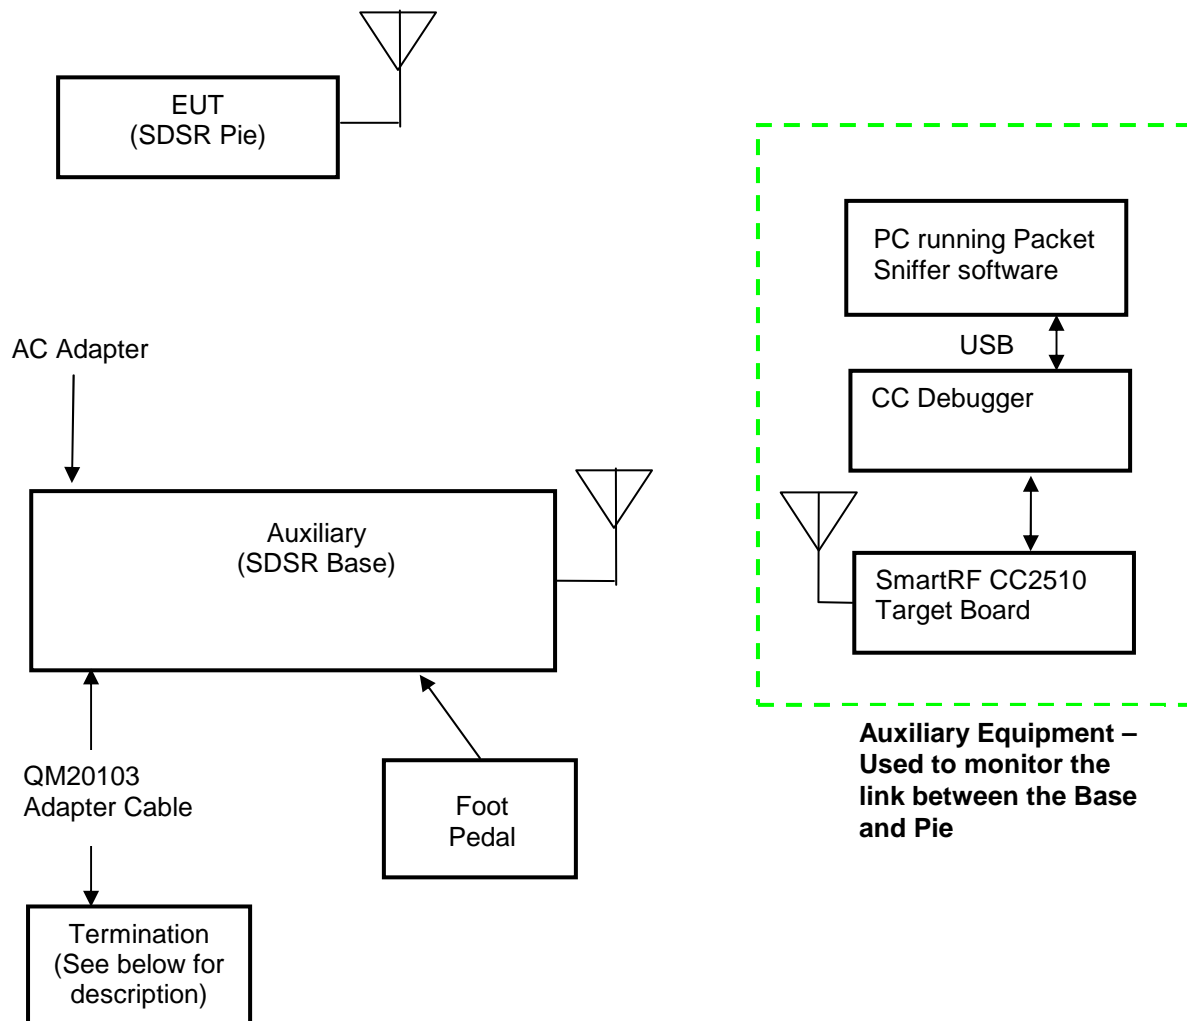 EUT
(SDSR Pie)
AC Adapter
Auxiliary
(SDSR Base)
QM20103
Adapter Cable
Foot
Pedal
Termination
(See below for
description)
PC running Packet
Sniffer software
USB
CC Debugger
SmartRF CC2510
Target Board
Auxiliary Equipment –
Used to monitor the
link between the Base
and Pie